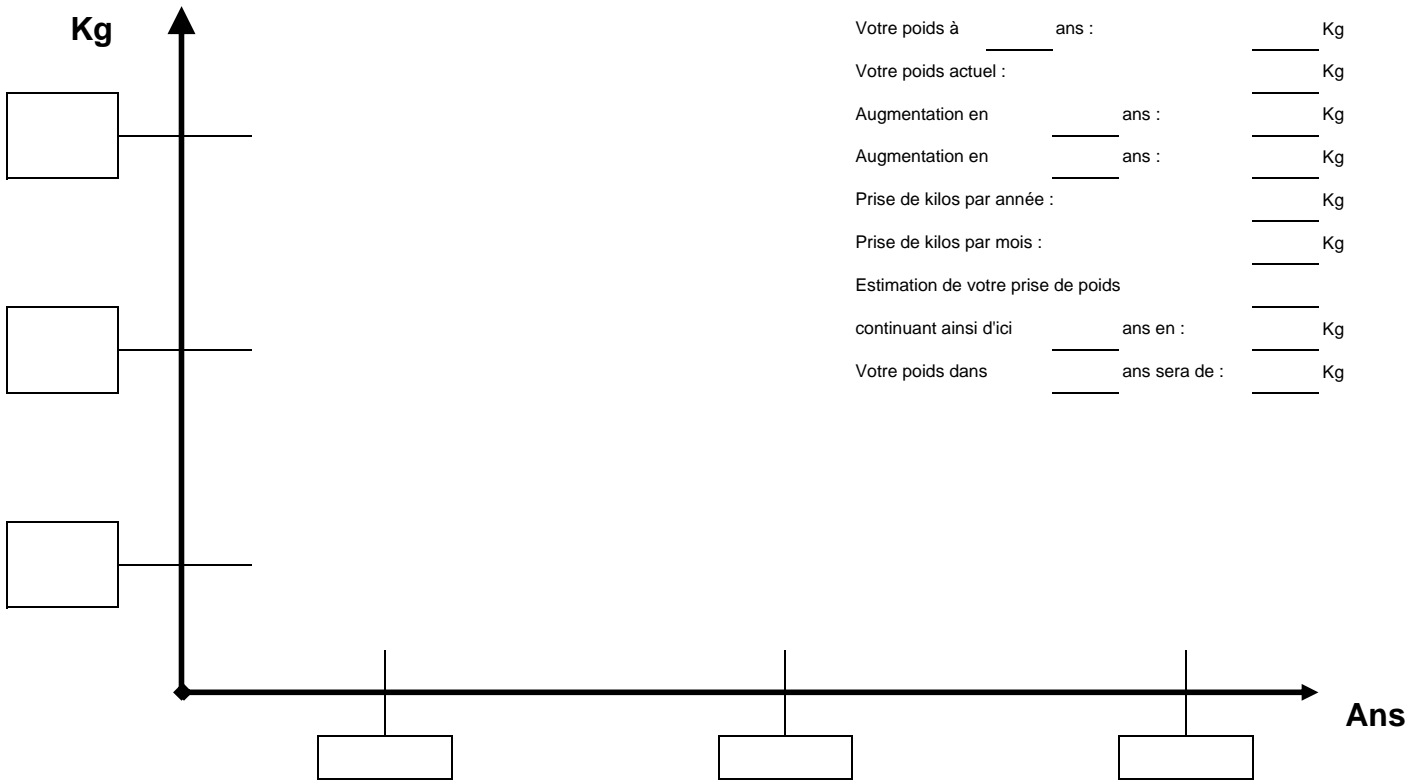 Kg
Votre poids à ans : Kg
Votre poids actuel : Kg
Augmentation en ans : Kg
Augmentation en ans : Kg
Prise de kilos par année : Kg
Prise de kilos par mois : Kg
Estimation de votre prise de poids
continuant ainsi d'ici ans en : Kg
Votre poids dans ans sera de : Kg
Ans